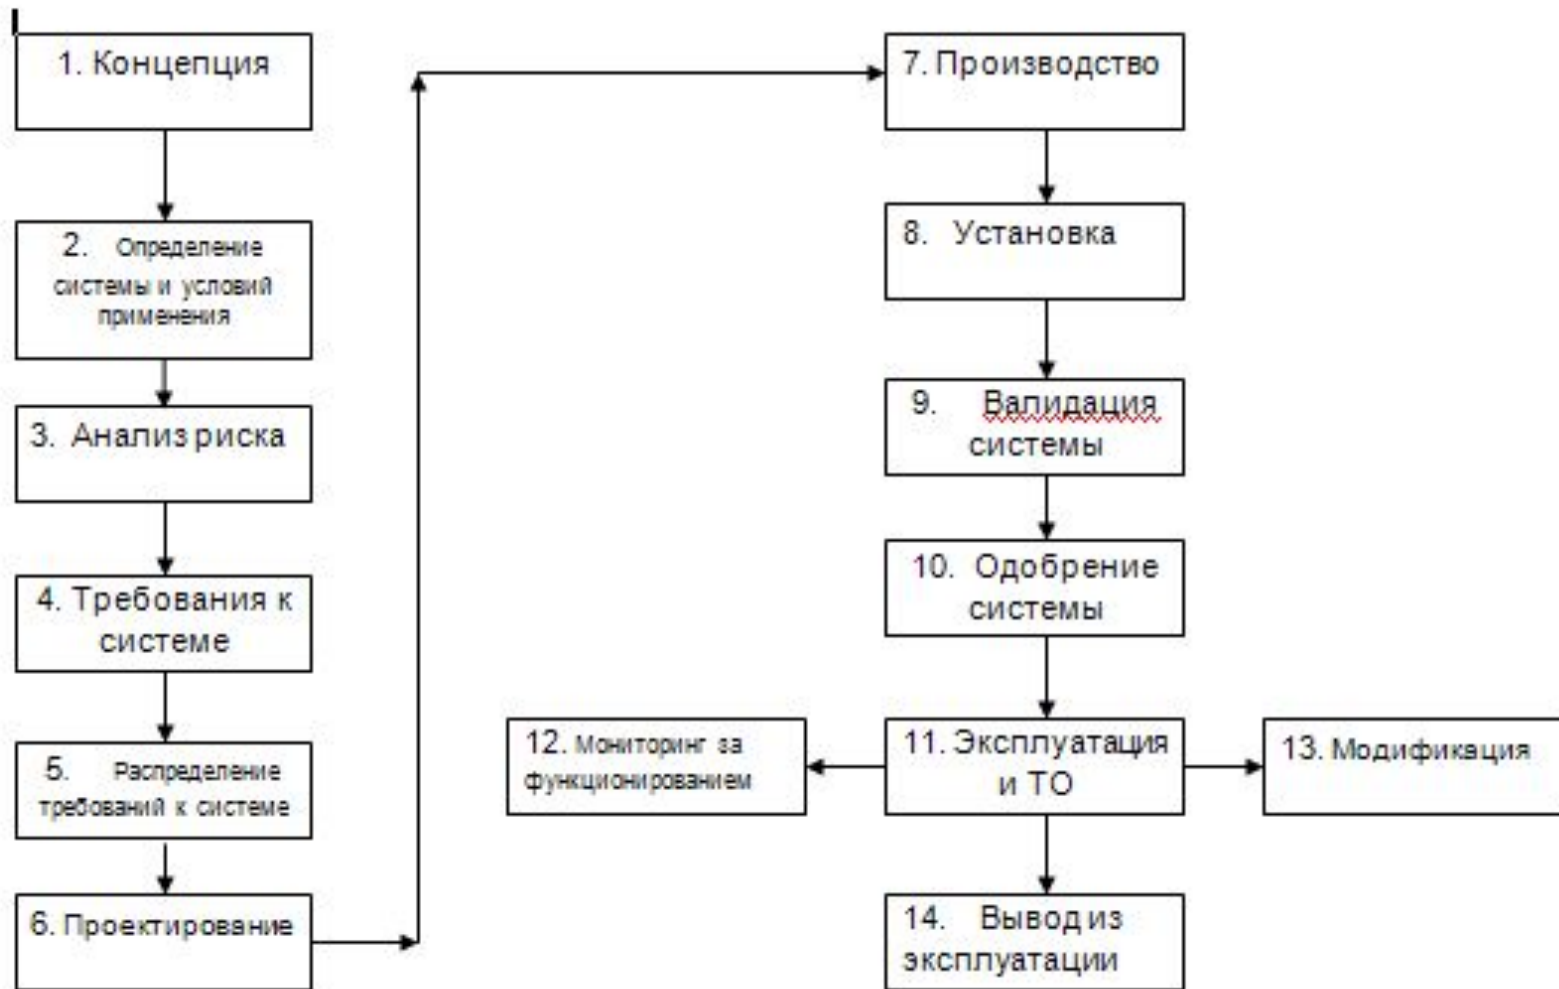 1. Концепция
2. Определение
системы и условий
применения
3. Анализ риска
4. Требования к
системе
5. Распределение
требований к системе
6. Проектирование
7. Производство
8. Установка
9. Валидация
системы
10. Одобрение
системы
11. Эксплуатация
и ТО
12. Мониторинг за
функционированием
13. Модификация
14. Вывод из
эксплуатации